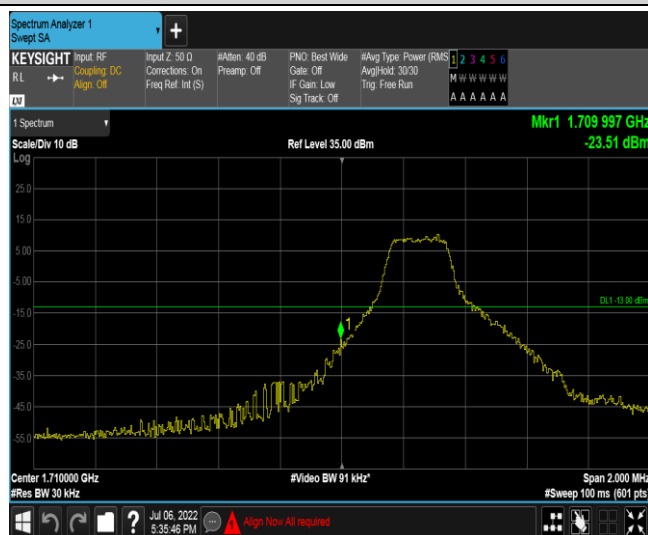 Spectrum Analyzer 1
Swept SA
+
KEYSIGHT
RL
LXI
Input: RF
Coupling: DC
Align: Off
Input Z: 50 Ω
Corrections: On
Freq Ref: Int (S)
#Atten: 40 dB
Preamp: Off
PNO: Best Wide
Gate: Off
IF Gain: Low
Sig Track: Off
#Avg Type: Power (RMS
Avg|Hold: 30/30
Trig: Free Run
1 2 3 4 5 6
M W W W W W
A A A A A A
1 Spectrum
Mkr1 1.709 997 GHz
Scale/Div 10 dB
Ref Level 35.00 dBm
-23.51 dBm
Log
25.0
15.0
5.00
-5.00
DL1 -13.00 dBm
-15.0
1
-25.0
-35.0
-45.0
-55.0
Center 1.710000 GHz
#Video BW 91 kHz*
Span 2.000 MHz
#Res BW 30 kHz
#Sweep 100 ms (601 pts)
?
Jul 06, 2022
5:35:46 PM
1
Align Now All required